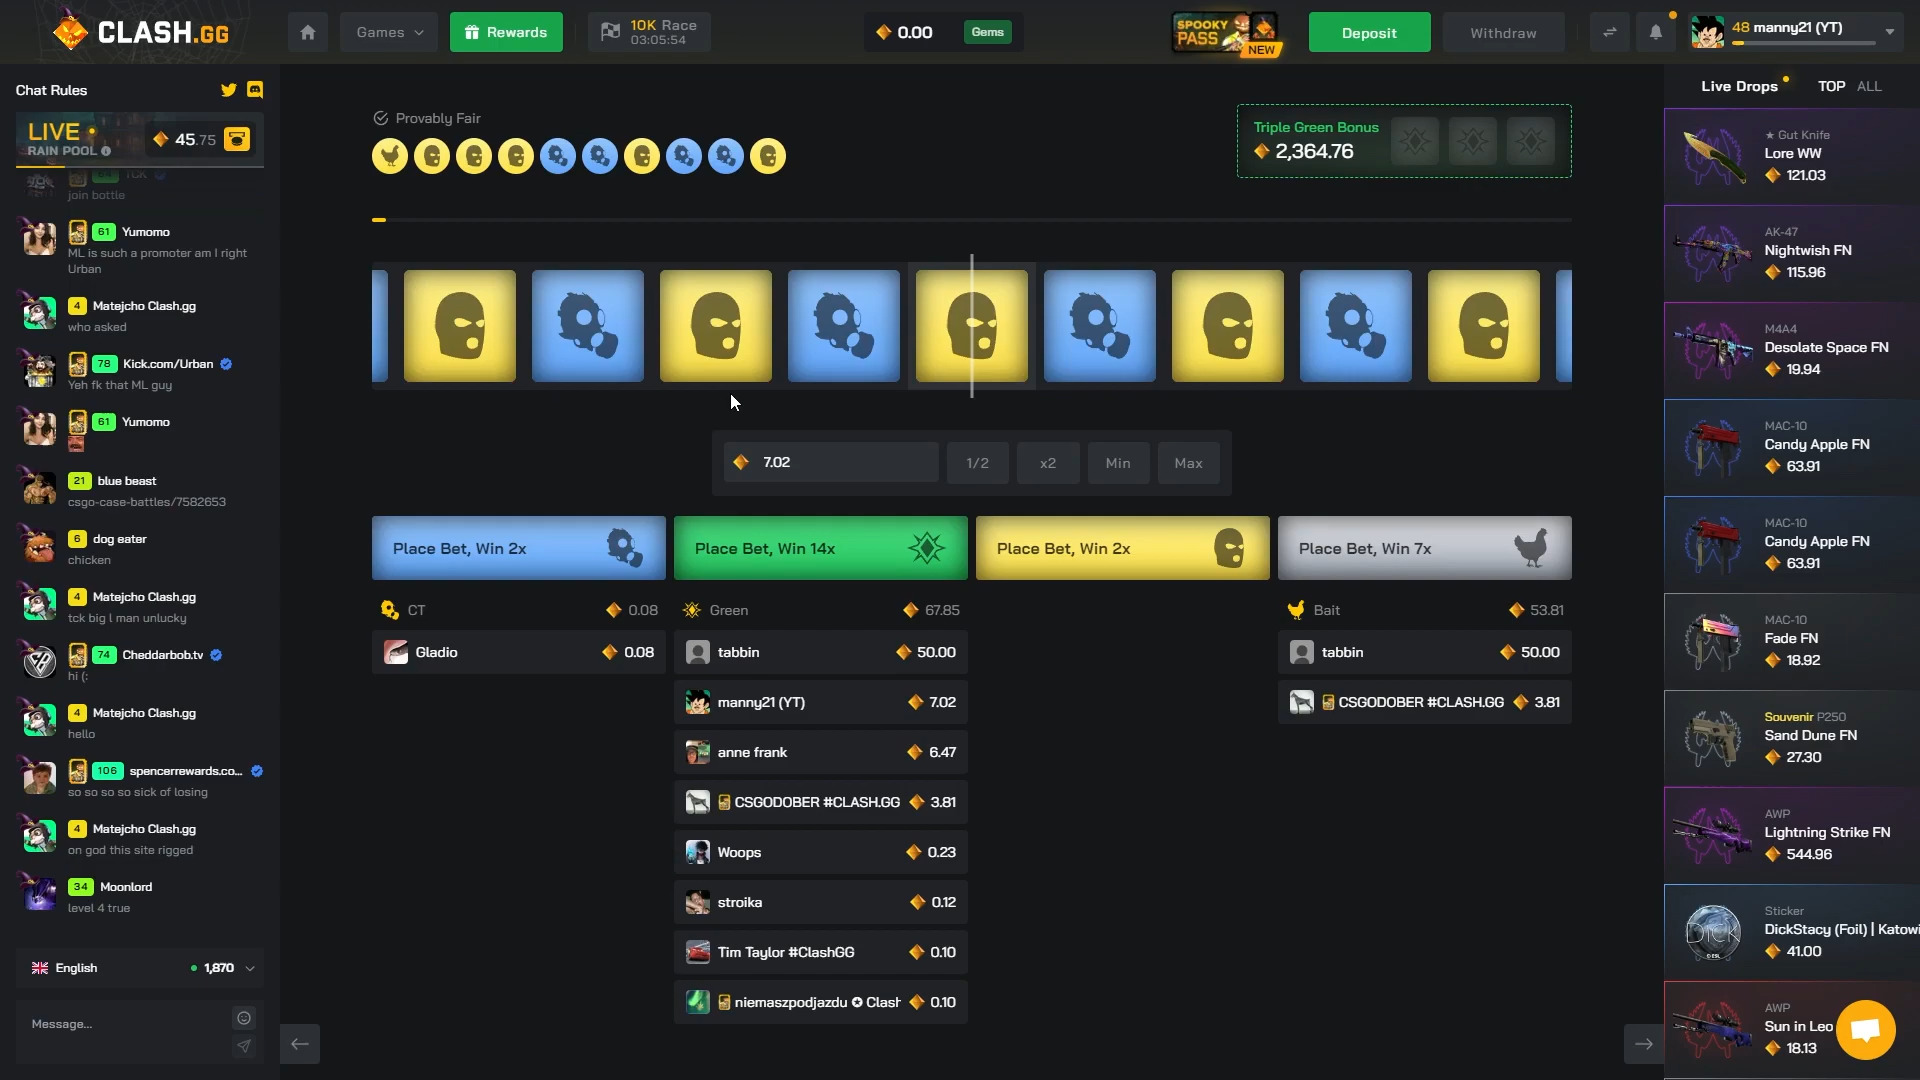 CLASH.GG
Games
Rewards
10K Race
03:05:54
0.00
Gems
SPOOKY
PASS
NEW
Deposit
Withdraw
48 manny21 (YT)
Chat Rules
LIVE
RAIN POOL
45.75
TCK
join bottle
61 Yumomo
ML is such a promoter am I right
Urban
4 Matejcho Clash.gg
who asked
78 Kick.com/Urban
Yeh fk that ML guy
61 Yumomo
21 blue beast
csgo-case-battles/7582653
6 dog eater
chicken
4 Matejcho Clash.gg
tck big l man unlucky
74 Cheddarbob.tv
hi (:
4 Matejcho Clash.gg
hello
106 spencerrewards.co...
so so so so sick of losing
4 Matejcho Clash.gg
on god this site rigged
34 Moonlord
level 4 true
English
1,870
Message...
Provably Fair
Triple Green Bonus
2,364.76
7.02
1/2
x2
Min
Max
Place Bet, Win 2x
Place Bet, Win 14x
Place Bet, Win 2x
Place Bet, Win 7x
CT
0.08
Gladio
0.08
Green
67.85
tabbin
50.00
manny21 (YT)
7.02
anne frank
6.47
CSGODOBER #CLASH.GG
3.81
Woops
0.23
stroika
0.12
Tim Taylor #ClashGG
0.10
niemaszpodjazdu ✪ Clash
0.10
Bait
53.81
tabbin
50.00
CSGODOBER #CLASH.GG
3.81
Live Drops
TOP
ALL
★ Gut Knife
Lore WW
121.03
AK-47
Nightwish FN
115.96
M4A4
Desolate Space FN
19.94
MAC-10
Candy Apple FN
63.91
MAC-10
Candy Apple FN
63.91
MAC-10
Fade FN
18.92
Souvenir P250
Sand Dune FN
27.30
AWP
Lightning Strike FN
544.96
Sticker
DickStacy (Foil) | Katowi
41.00
AWP
Sun in Leo
18.13